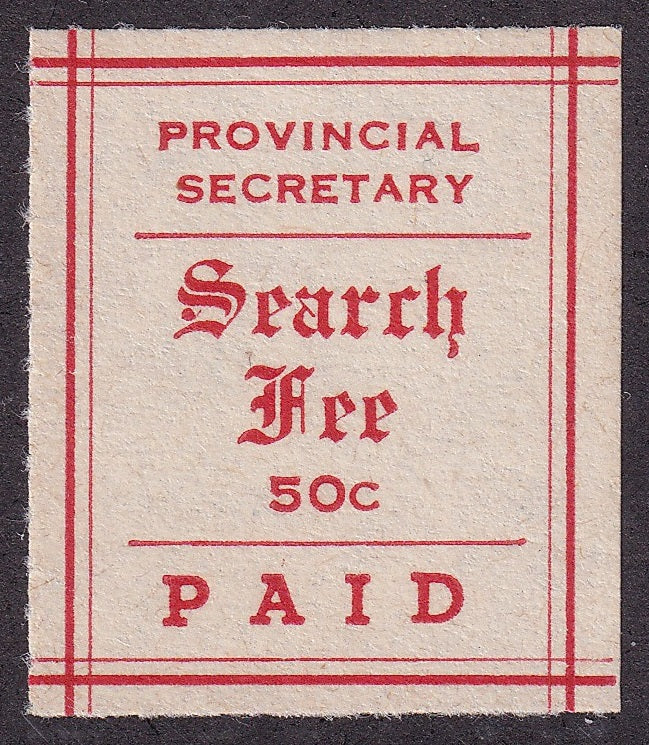 PROVINCIAL
SECRETARY
Search
Fee
50c
PAID